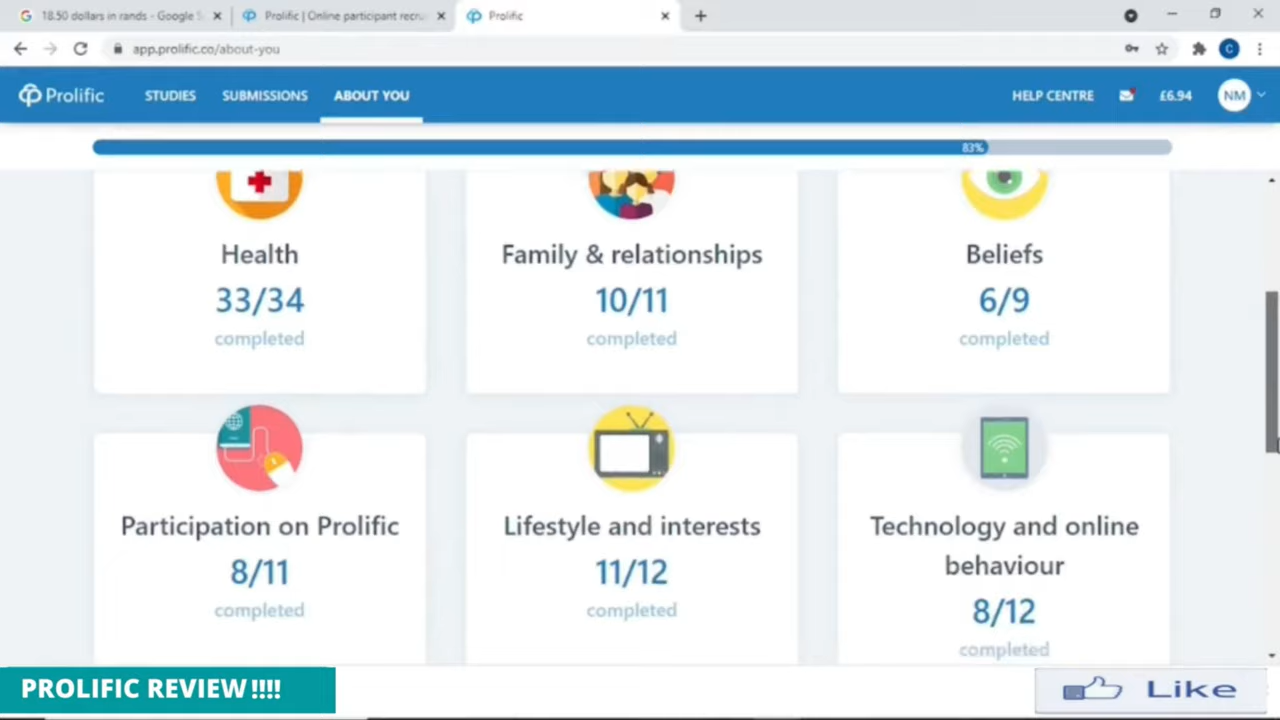 18.50 dollars in rands - Google S
Prolific | Online participant recru
Prolific
app.prolific.co/about-you
C
Prolific
STUDIES
SUBMISSIONS
ABOUT YOU
HELP CENTRE
£6.94
NM
83%
Health
33/34
completed
Family & relationships
10/11
completed
Beliefs
6/9
completed
Participation on Prolific
8/11
completed
Lifestyle and interests
11/12
completed
Technology and online
behaviour
8/12
completed
PROLIFIC REVIEW!!!!
Like